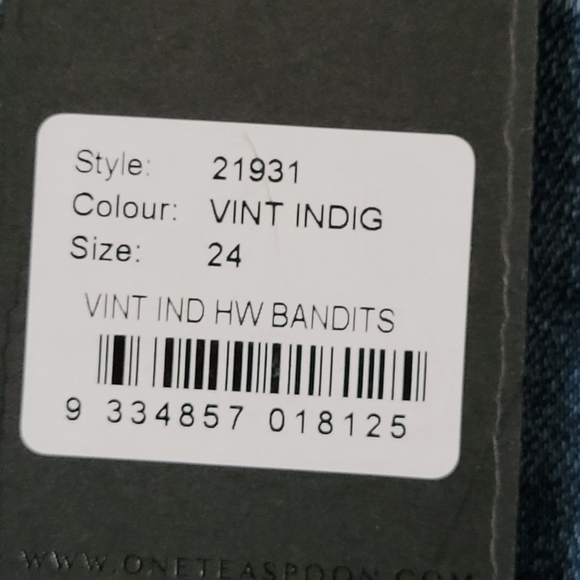 Style: 21931
Colour: VINT INDIG
Size: 24
VINT IND HW BANDITS
9 334857 018125
WWW.ONETEASPOON.COM